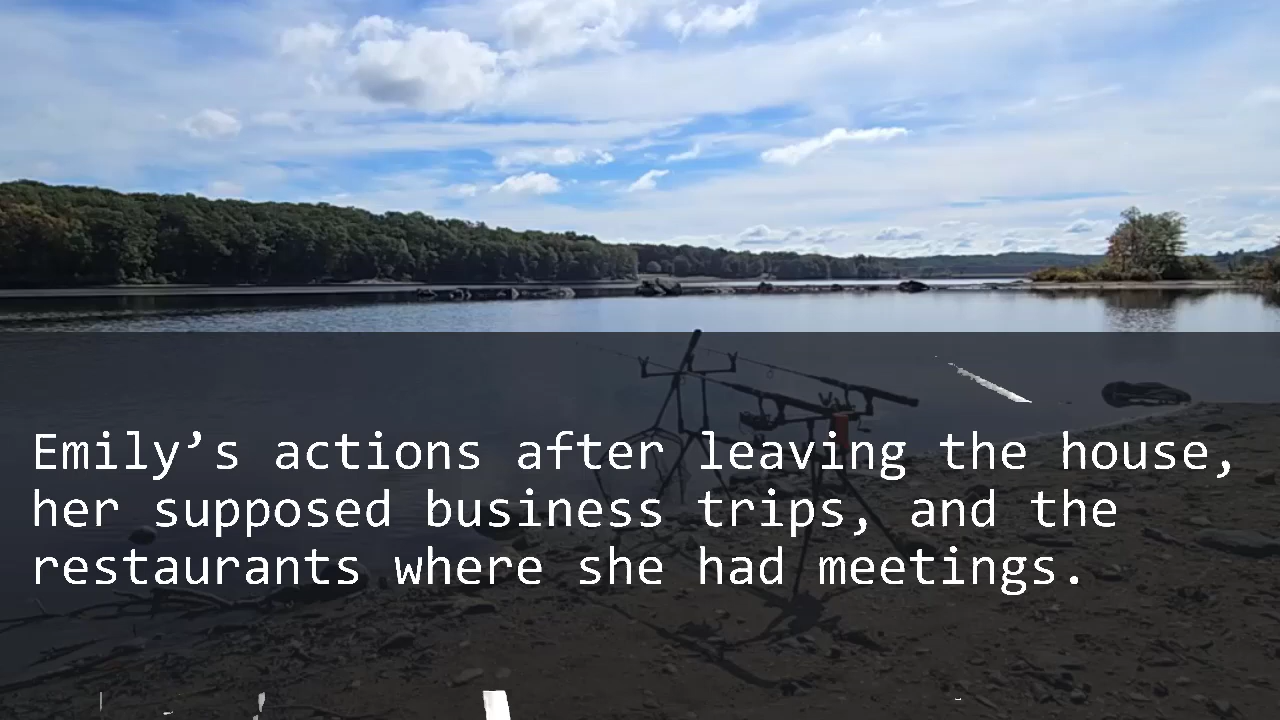 Emily’s actions after leaving the house,
her supposed business trips, and the
restaurants where she had meetings.